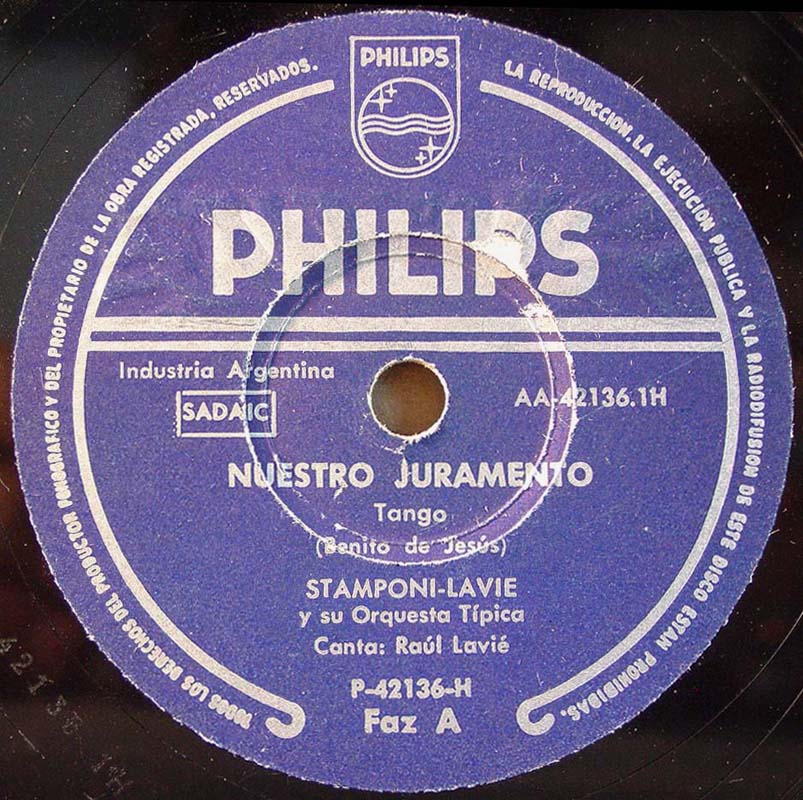 PHILIPS
PHILIPS
Industria Argentina
SADAIC
AA-42136.1H
NUESTRO JURAMENTO
Tango
(Benito de Jesús)
STAMPONI-LAVIE
y su Orquesta Típica
Canta: Raúl Lavié
P-42136-H
Faz A
TODOS LOS DERECHOS DEL PRODUCTOR FONOGRAFICO Y DEL PROPIETARIO DE LA OBRA REGISTRADA, RESERVADOS.
LA REPRODUCCION, LA EJECUCION PUBLICA Y LA RADIODIFUSION DE ESTE DISCO ESTAN PROHIBIDAS.